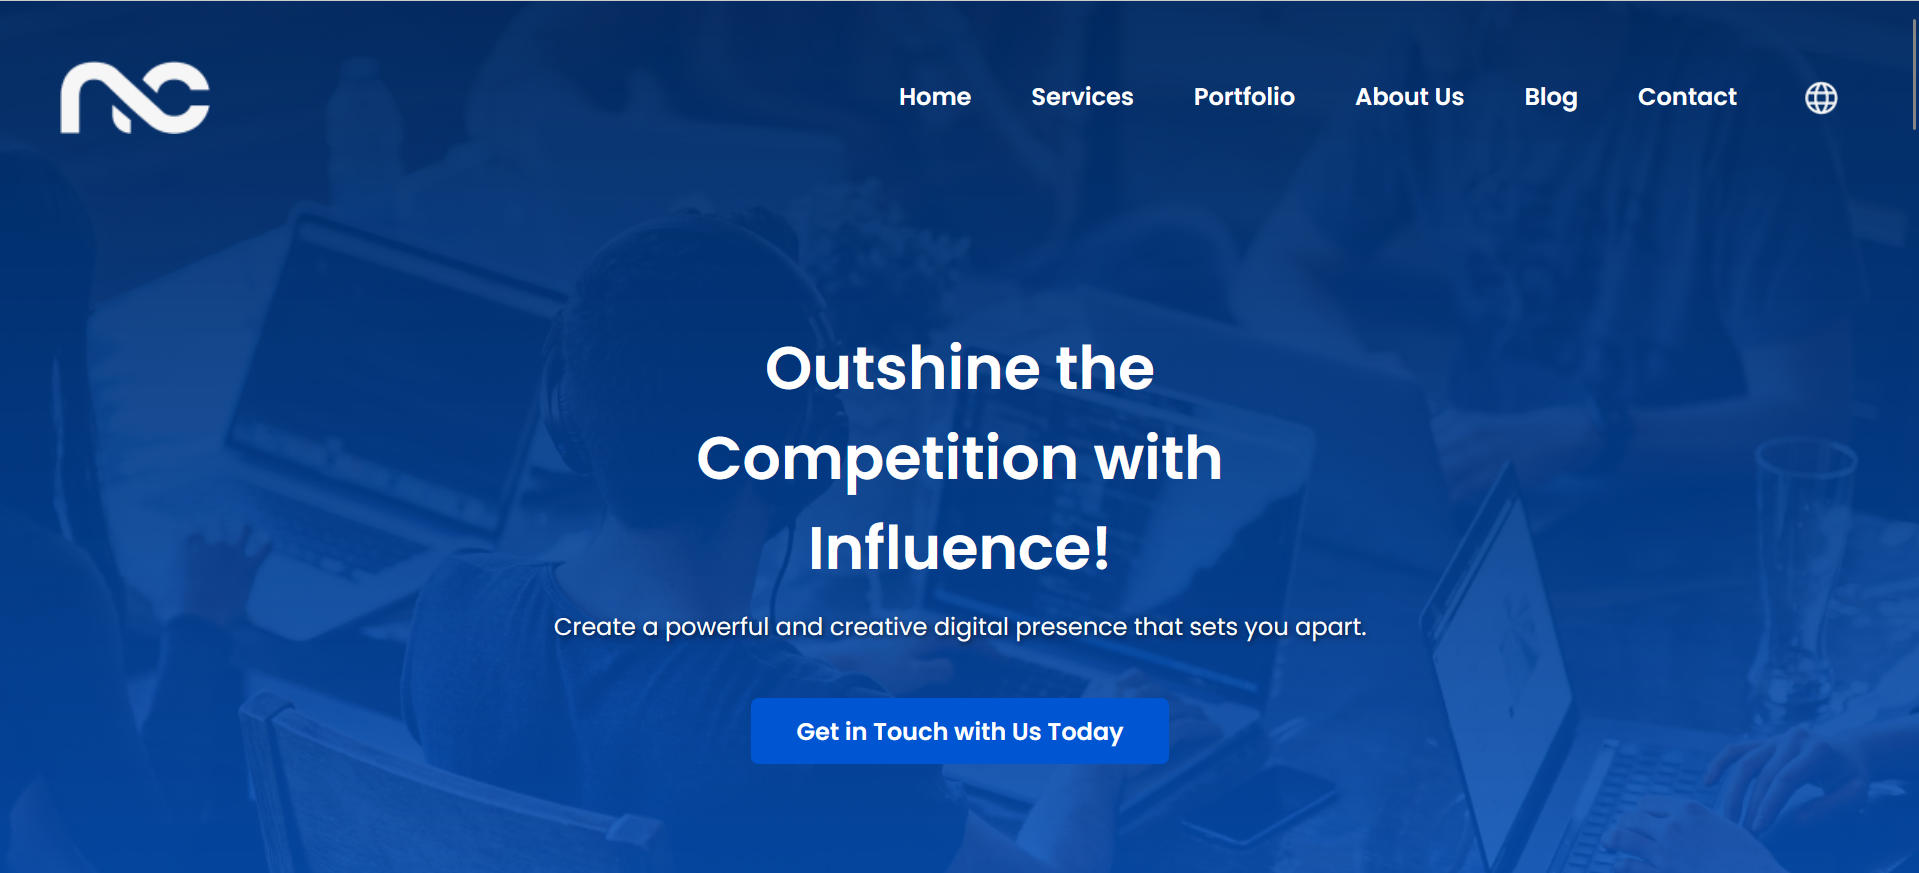 NC
Home Services Portfolio About Us Blog Contact
Outshine the
Competition with
Influence!
Create a powerful and creative digital presence that sets you apart.
Get in Touch with Us Today